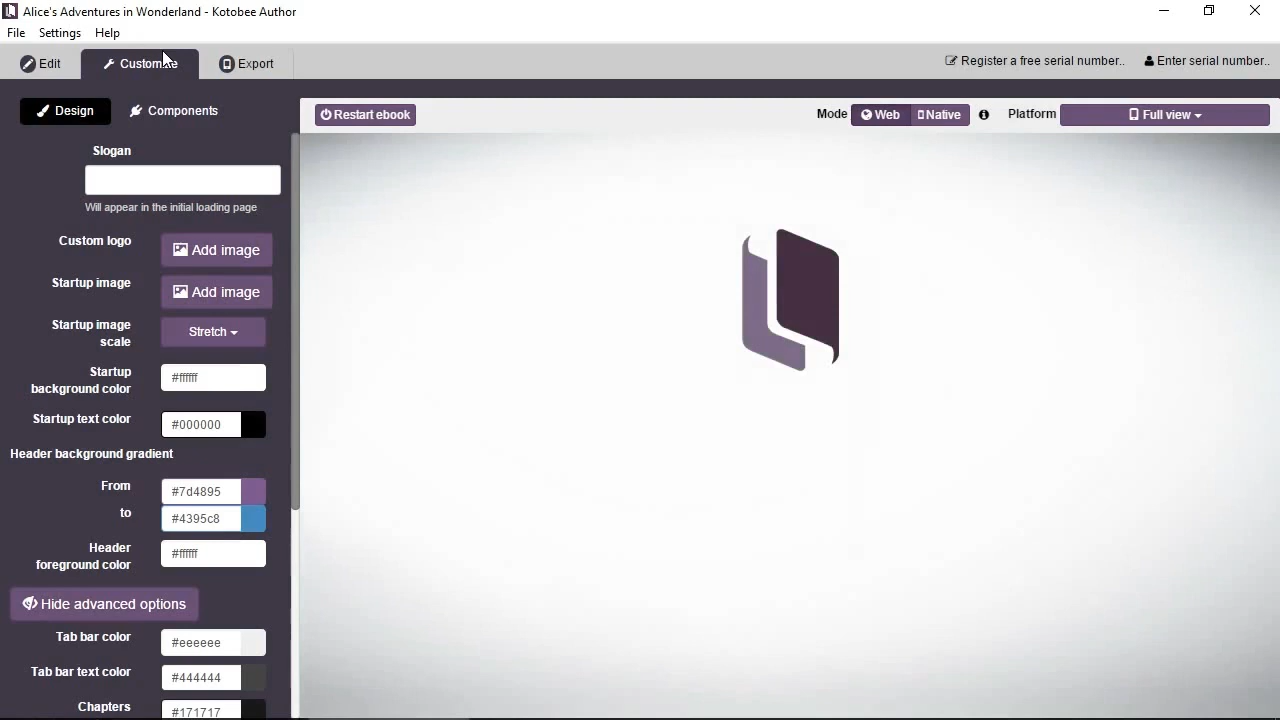 Alice's Adventures in Wonderland - Kotobee Author
File Settings Help
Edit Customize Export Register a free serial number.. Enter serial number..
Design Components
Restart ebook Mode Web Native Platform Full view
Slogan
Will appear in the initial loading page
Custom logo Add image
Startup image Add image
Startup image
scale
Stretch
Startup
background color
#ffffff
Startup text color #000000
Header background gradient
From #7d4895
to #4395c8
Header
foreground color
#ffffff
Hide advanced options
Tab bar color #eeeeee
Tab bar text color #444444
Chapters #171717